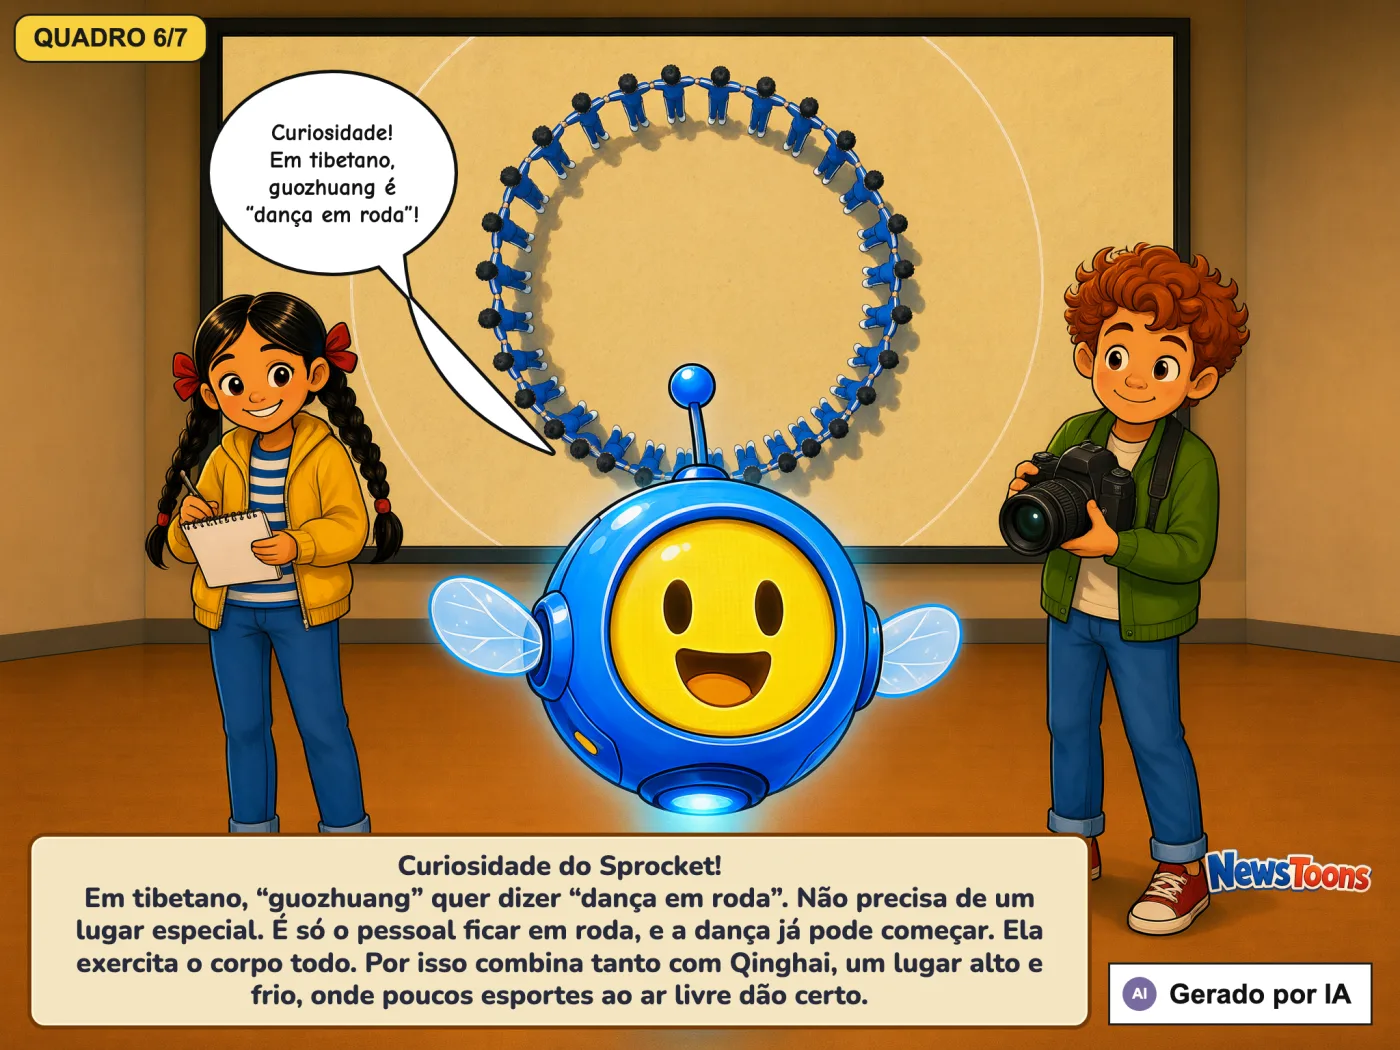 QUADRO 6/7
Curiosidade!
Em tibetano,
guozhuang é
“dança em roda”!
Curiosidade do Sprocket!
Em tibetano, “guozhuang” quer dizer “dança em roda”. Não precisa de um
lugar especial. É só o pessoal ficar em roda, e a dança já pode começar. Ela
exercita o corpo todo. Por isso combina tanto com Qinghai, um lugar alto e
frio, onde poucos esportes ao ar livre dão certo.
NewsToons
AI Gerado por IA